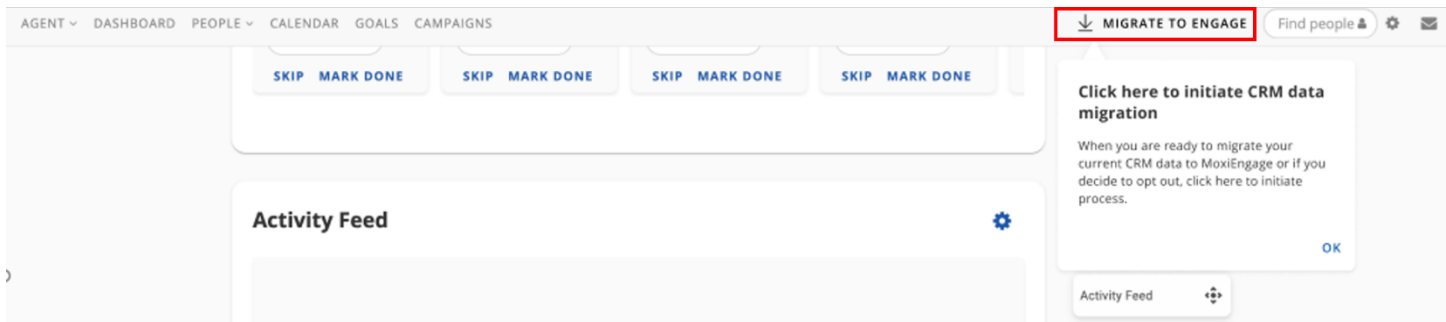 AGENT DASHBOARD PEOPLE CALENDAR GOALS CAMPAIGNS MIGRATE TO ENGAGE Find people
SKIP MARK DONE SKIP MARK DONE SKIP MARK DONE SKIP MARK DONE
Click here to initiate CRM data
migration
When you are ready to migrate your
current CRM data to MoxiEngage or if you
decide to opt out, click here to initiate
process.
OK
Activity Feed
Activity Feed